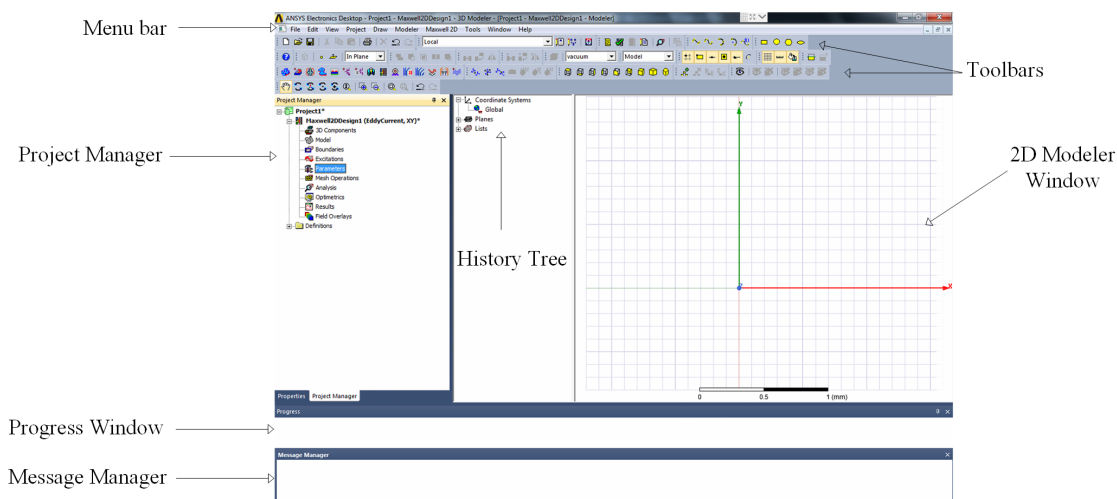 ANSYS Electronics Desktop - Project1 - Maxwell2DDesign1 - 3D Modeler - [Project1 - Maxwell2DDesign1 - Modeler]
Menu bar
File Edit View Project Draw Modeler Maxwell 2D Tools Window Help
Local
In Plane
vacuum
Model
Toolbars
Project Manager
Project1*
Maxwell2DDesign1 (EddyCurrent, XY)*
3D Components
Model
Boundaries
Excitations
Parameters
Mesh Operations
Analysis
Optimetrics
Results
Field Overlays
Definitions
Project Manager
Coordinate Systems
Global
Planes
Lists
History Tree
Y
X
Z
2D Modeler
Window
0 0.5 1 (mm)
Properties Project Manager
Progress
Progress Window
Message Manager
Message Manager